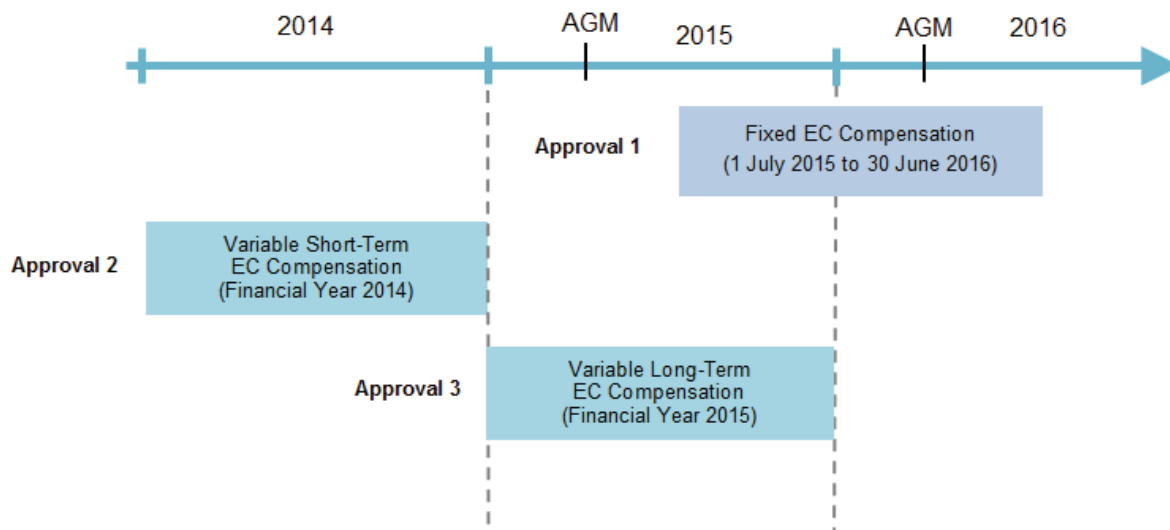 2014
AGM
2015
AGM
2016
Approval 1
Fixed EC Compensation
(1 July 2015 to 30 June 2016)
Approval 2
Variable Short-Term
EC Compensation
(Financial Year 2014)
Approval 3
Variable Long-Term
EC Compensation
(Financial Year 2015)